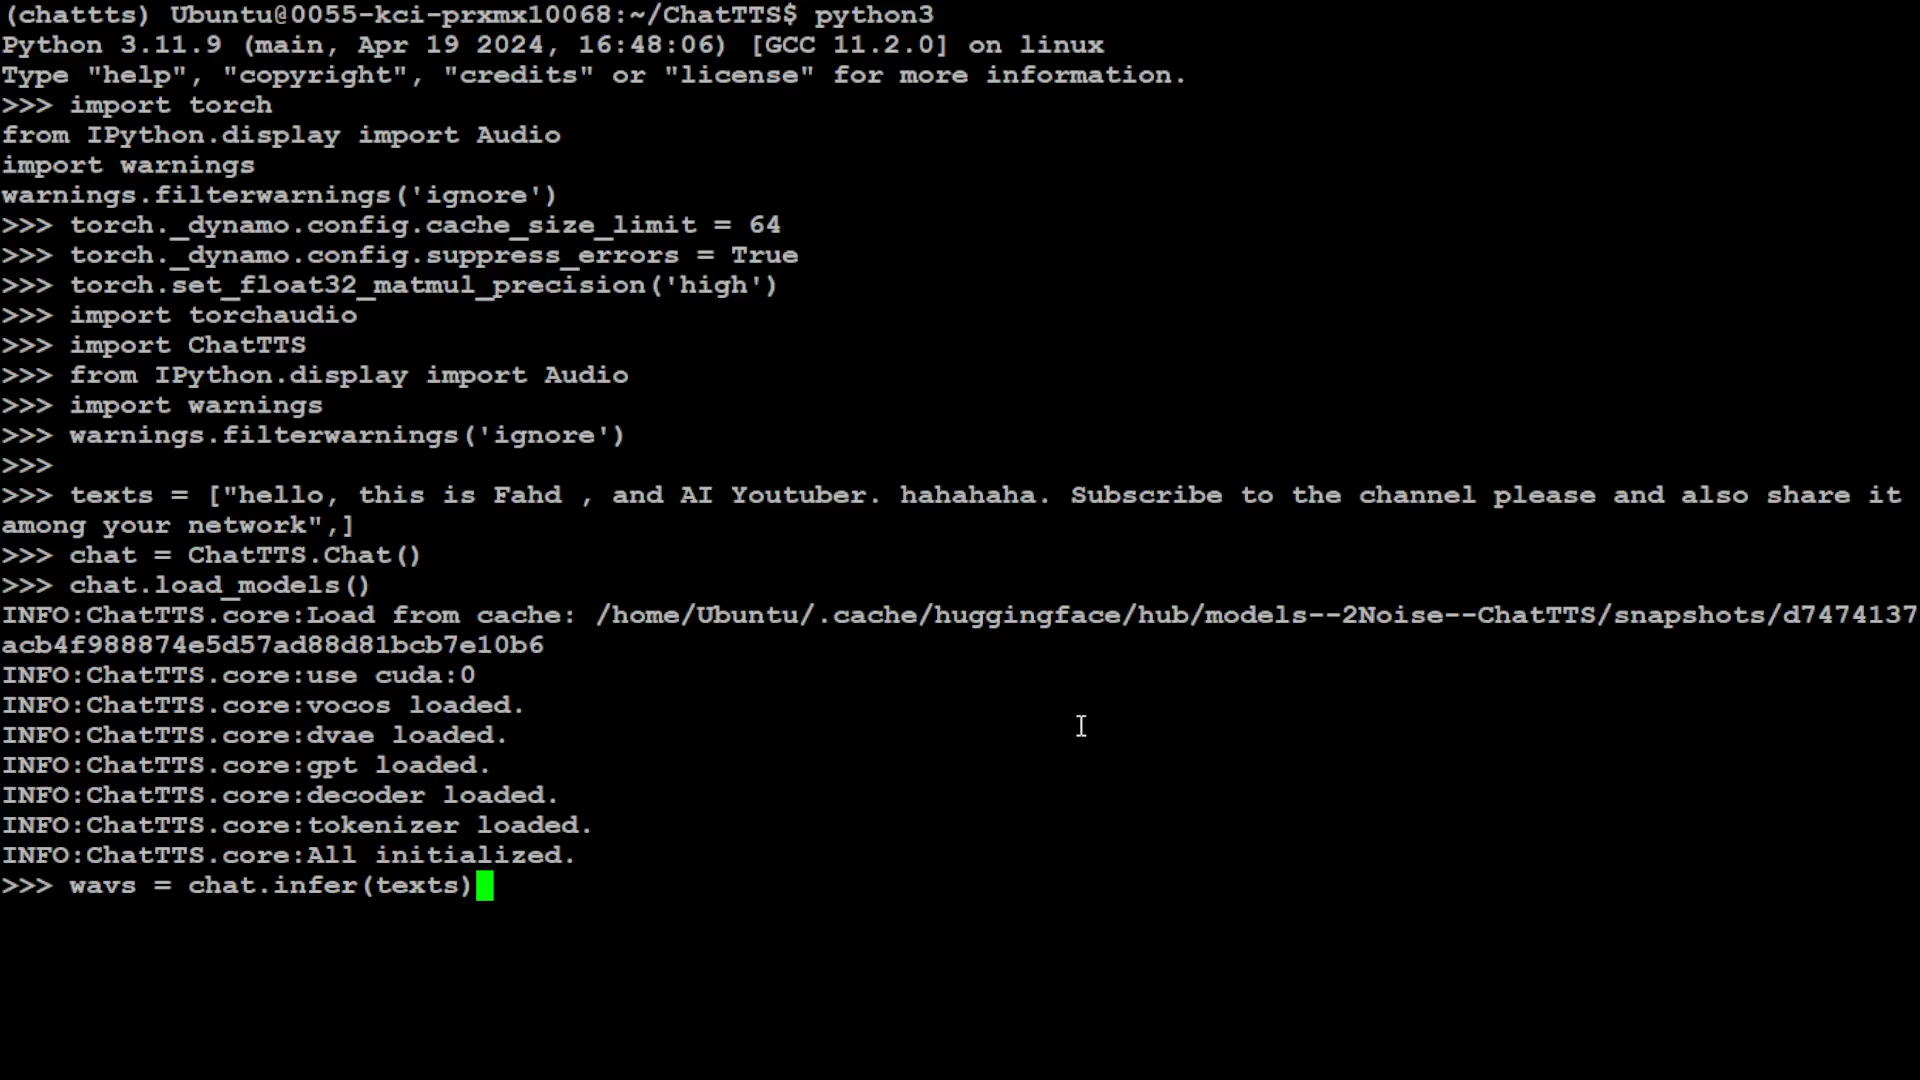 (chattts) Ubuntu@0055-kci-prxmx10068:~/ChatTTS$ python3
Python 3.11.9 (main, Apr 19 2024, 16:48:06) [GCC 11.2.0] on linux
Type "help", "copyright", "credits" or "license" for more information.
>>> import torch
from IPython.display import Audio
import warnings
warnings.filterwarnings('ignore')
>>> torch._dynamo.config.cache_size_limit = 64
>>> torch._dynamo.config.suppress_errors = True
>>> torch.set_float32_matmul_precision('high')
>>> import torchaudio
>>> import ChatTTS
>>> from IPython.display import Audio
>>> import warnings
>>> warnings.filterwarnings('ignore')
>>>
>>> texts = ["hello, this is Fahd , and AI Youtuber. hahahaha. Subscribe to the channel please and also share it
among your network",]
>>> chat = ChatTTS.Chat()
>>> chat.load_models()
INFO:ChatTTS.core:Load from cache: /home/Ubuntu/.cache/huggingface/hub/models--2Noise--ChatTTS/snapshots/d7474137
acb4f988874e5d57ad88d81bcb7e10b6
INFO:ChatTTS.core:use cuda:0
INFO:ChatTTS.core:vocos loaded.
INFO:ChatTTS.core:dvae loaded.
INFO:ChatTTS.core:gpt loaded.
INFO:ChatTTS.core:decoder loaded.
INFO:ChatTTS.core:tokenizer loaded.
INFO:ChatTTS.core:All initialized.
>>> wavs = chat.infer(texts)